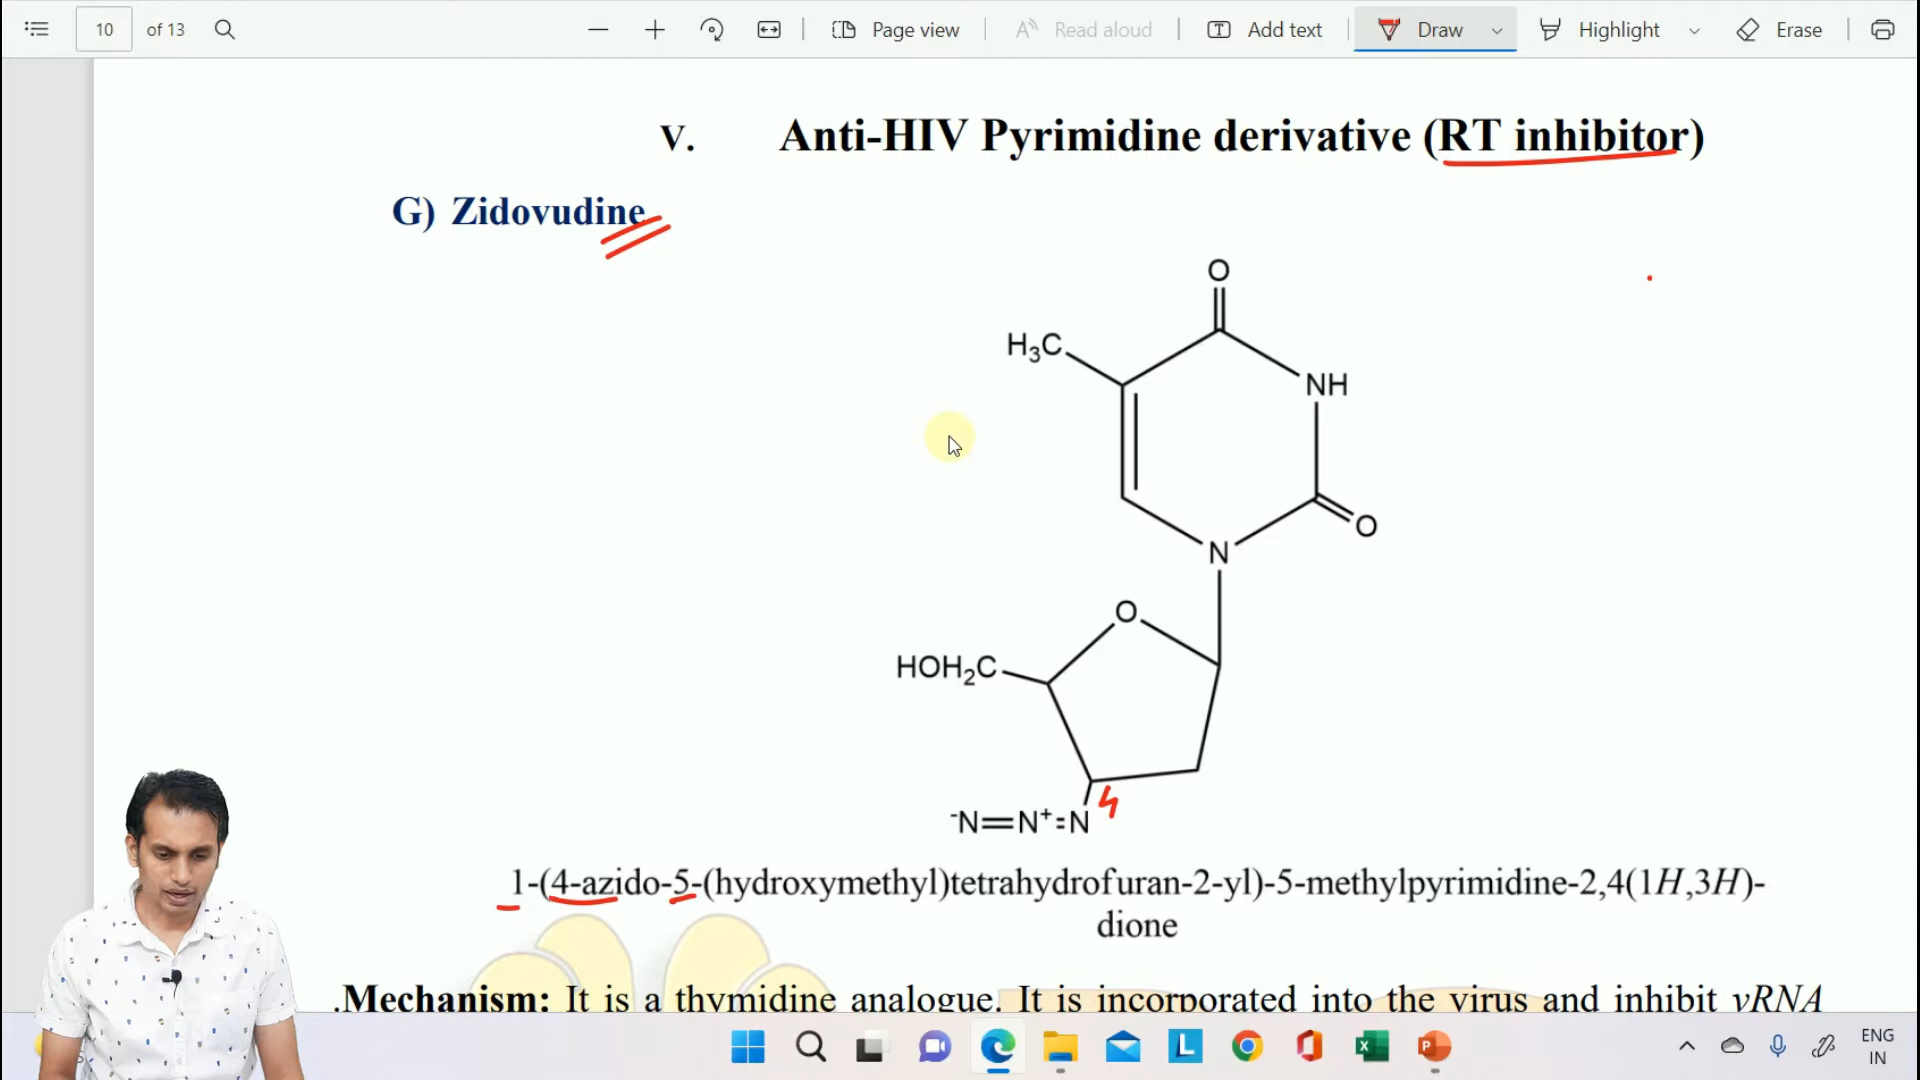 10 of 13 Page view Read aloud Add text Draw Highlight Erase
V. Anti-HIV Pyrimidine derivative (RT inhibitor)
G) Zidovudine
O
H3C
NH
O
N
O
HOH2C
4
-N=N+=N
1-(4-azido-5-(hydroxymethyl)tetrahydrofuran-2-yl)-5-methylpyrimidine-2,4(1H,3H)-
dione
.Mechanism: It is a thymidine analogue. It is incorporated into the virus and inhibit vRNA
ENG
IN